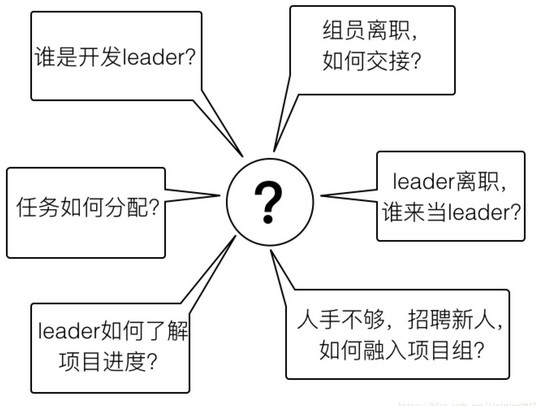 谁是开发leader?
组员离职,
如何交接?
任务如何分配?
?
leader离职,
谁来当leader?
leader如何了解
项目进度?
人手不够，招聘新人,
如何融入项目组?